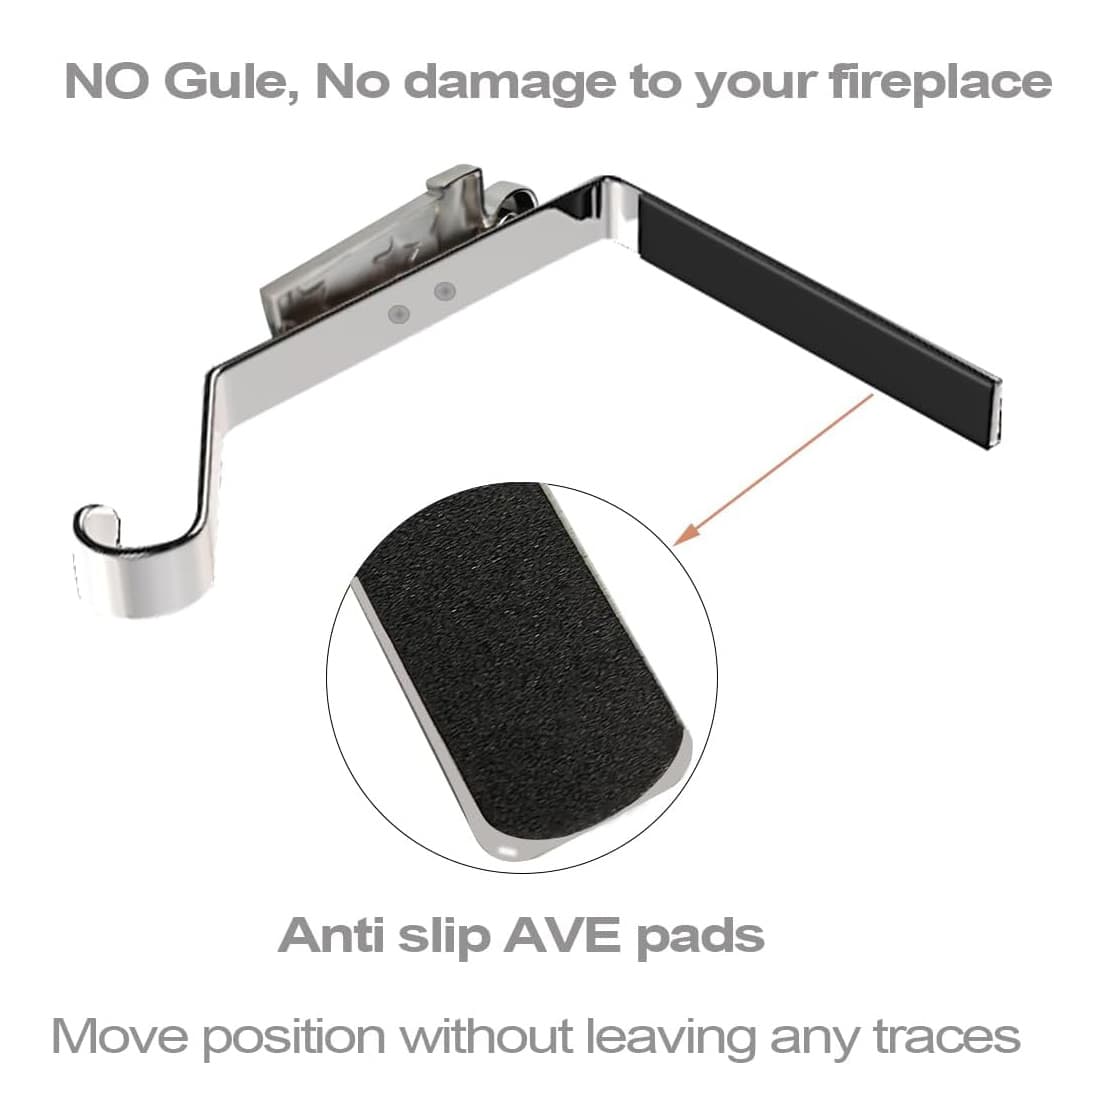 NO Gule, No damage to your fireplace
Anti slip AVE pads
Move position without leaving any traces